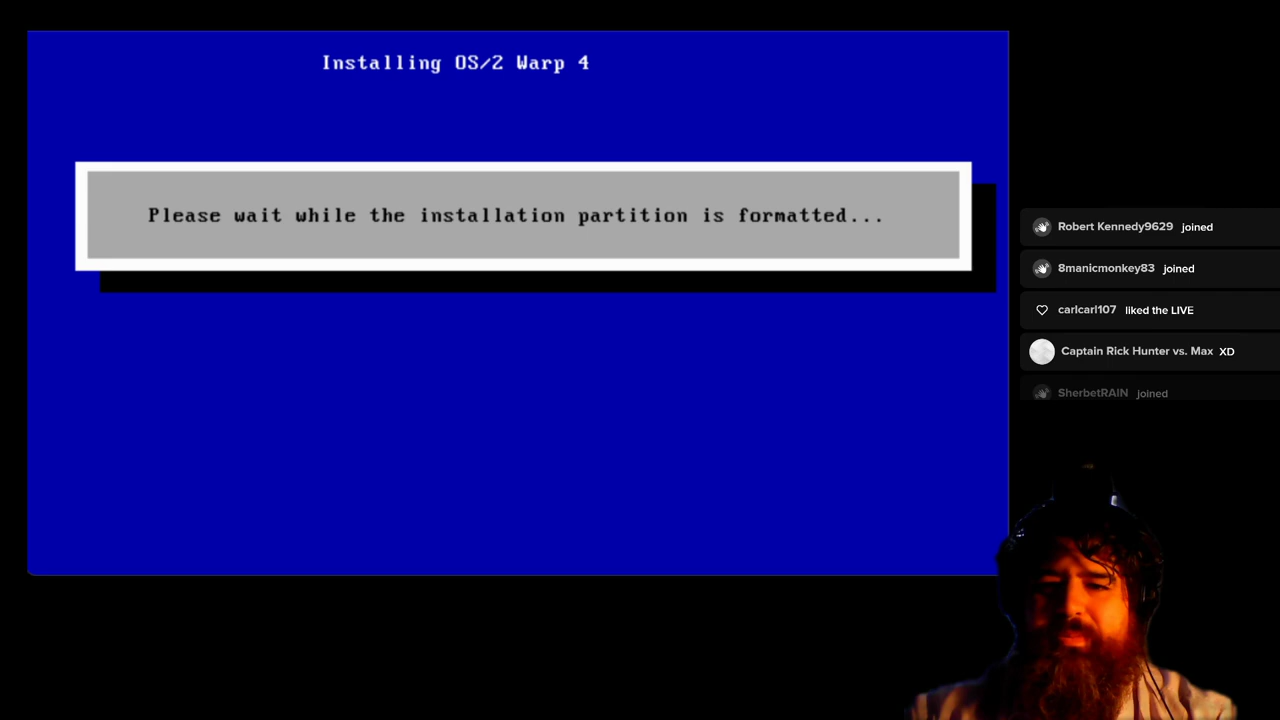 Installing OS/2 Warp 4
Please wait while the installation partition is formatted...
Robert Kennedy9629 joined
8manicmonkey83 joined
carlcarl107 liked the LIVE
Captain Rick Hunter vs. Max XD
SherbetRAIN joined